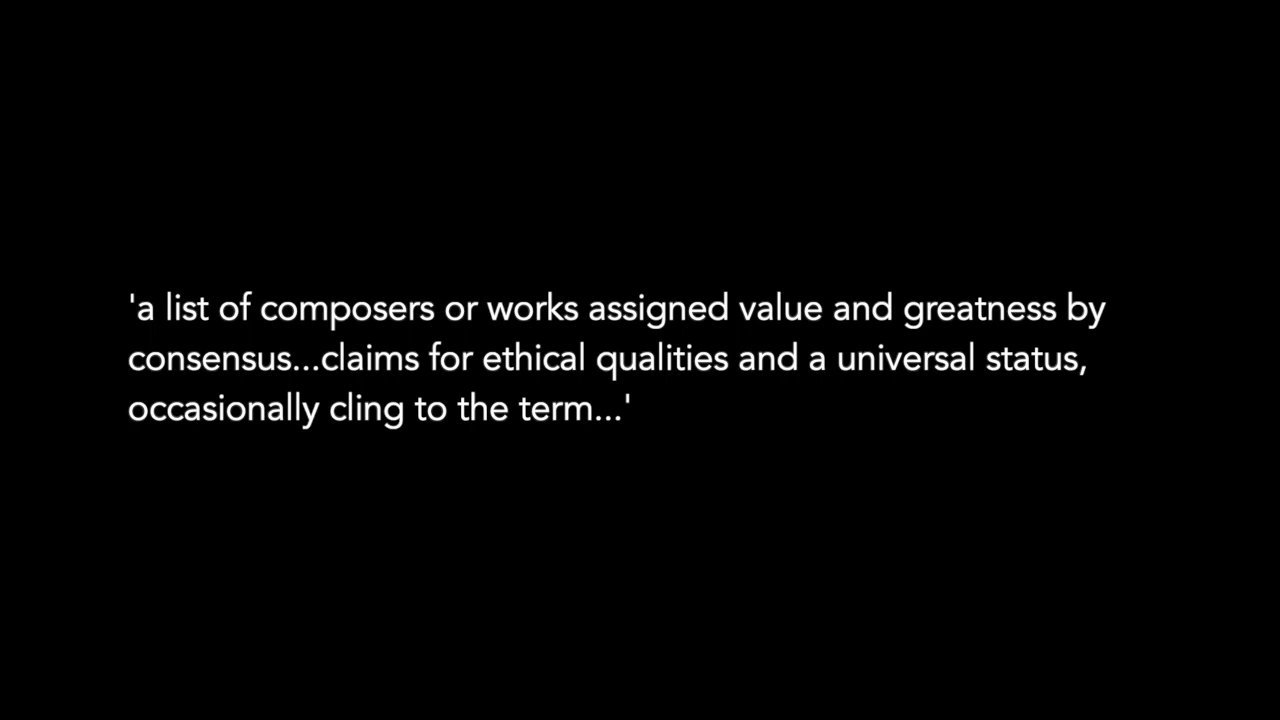 'a list of composers or works assigned value and greatness by
consensus...claims for ethical qualities and a universal status,
occasionally cling to the term...'